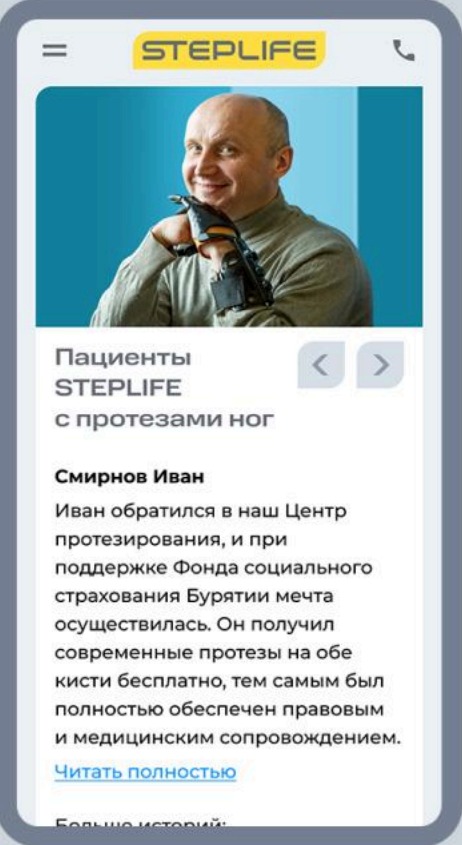 STEPLIFE
Пациенты
STEPLIFE
с протезами ног
Смирнов Иван
Иван обратился в наш Центр
протезирования, и при
поддержке Фонда социального
страхования Бурятии мечта
осуществилась. Он получил
современные протезы на обе
кисти бесплатно, тем самым был
полностью обеспечен правовым
и медицинским сопровождением.
Читать полностью
Больше историй: